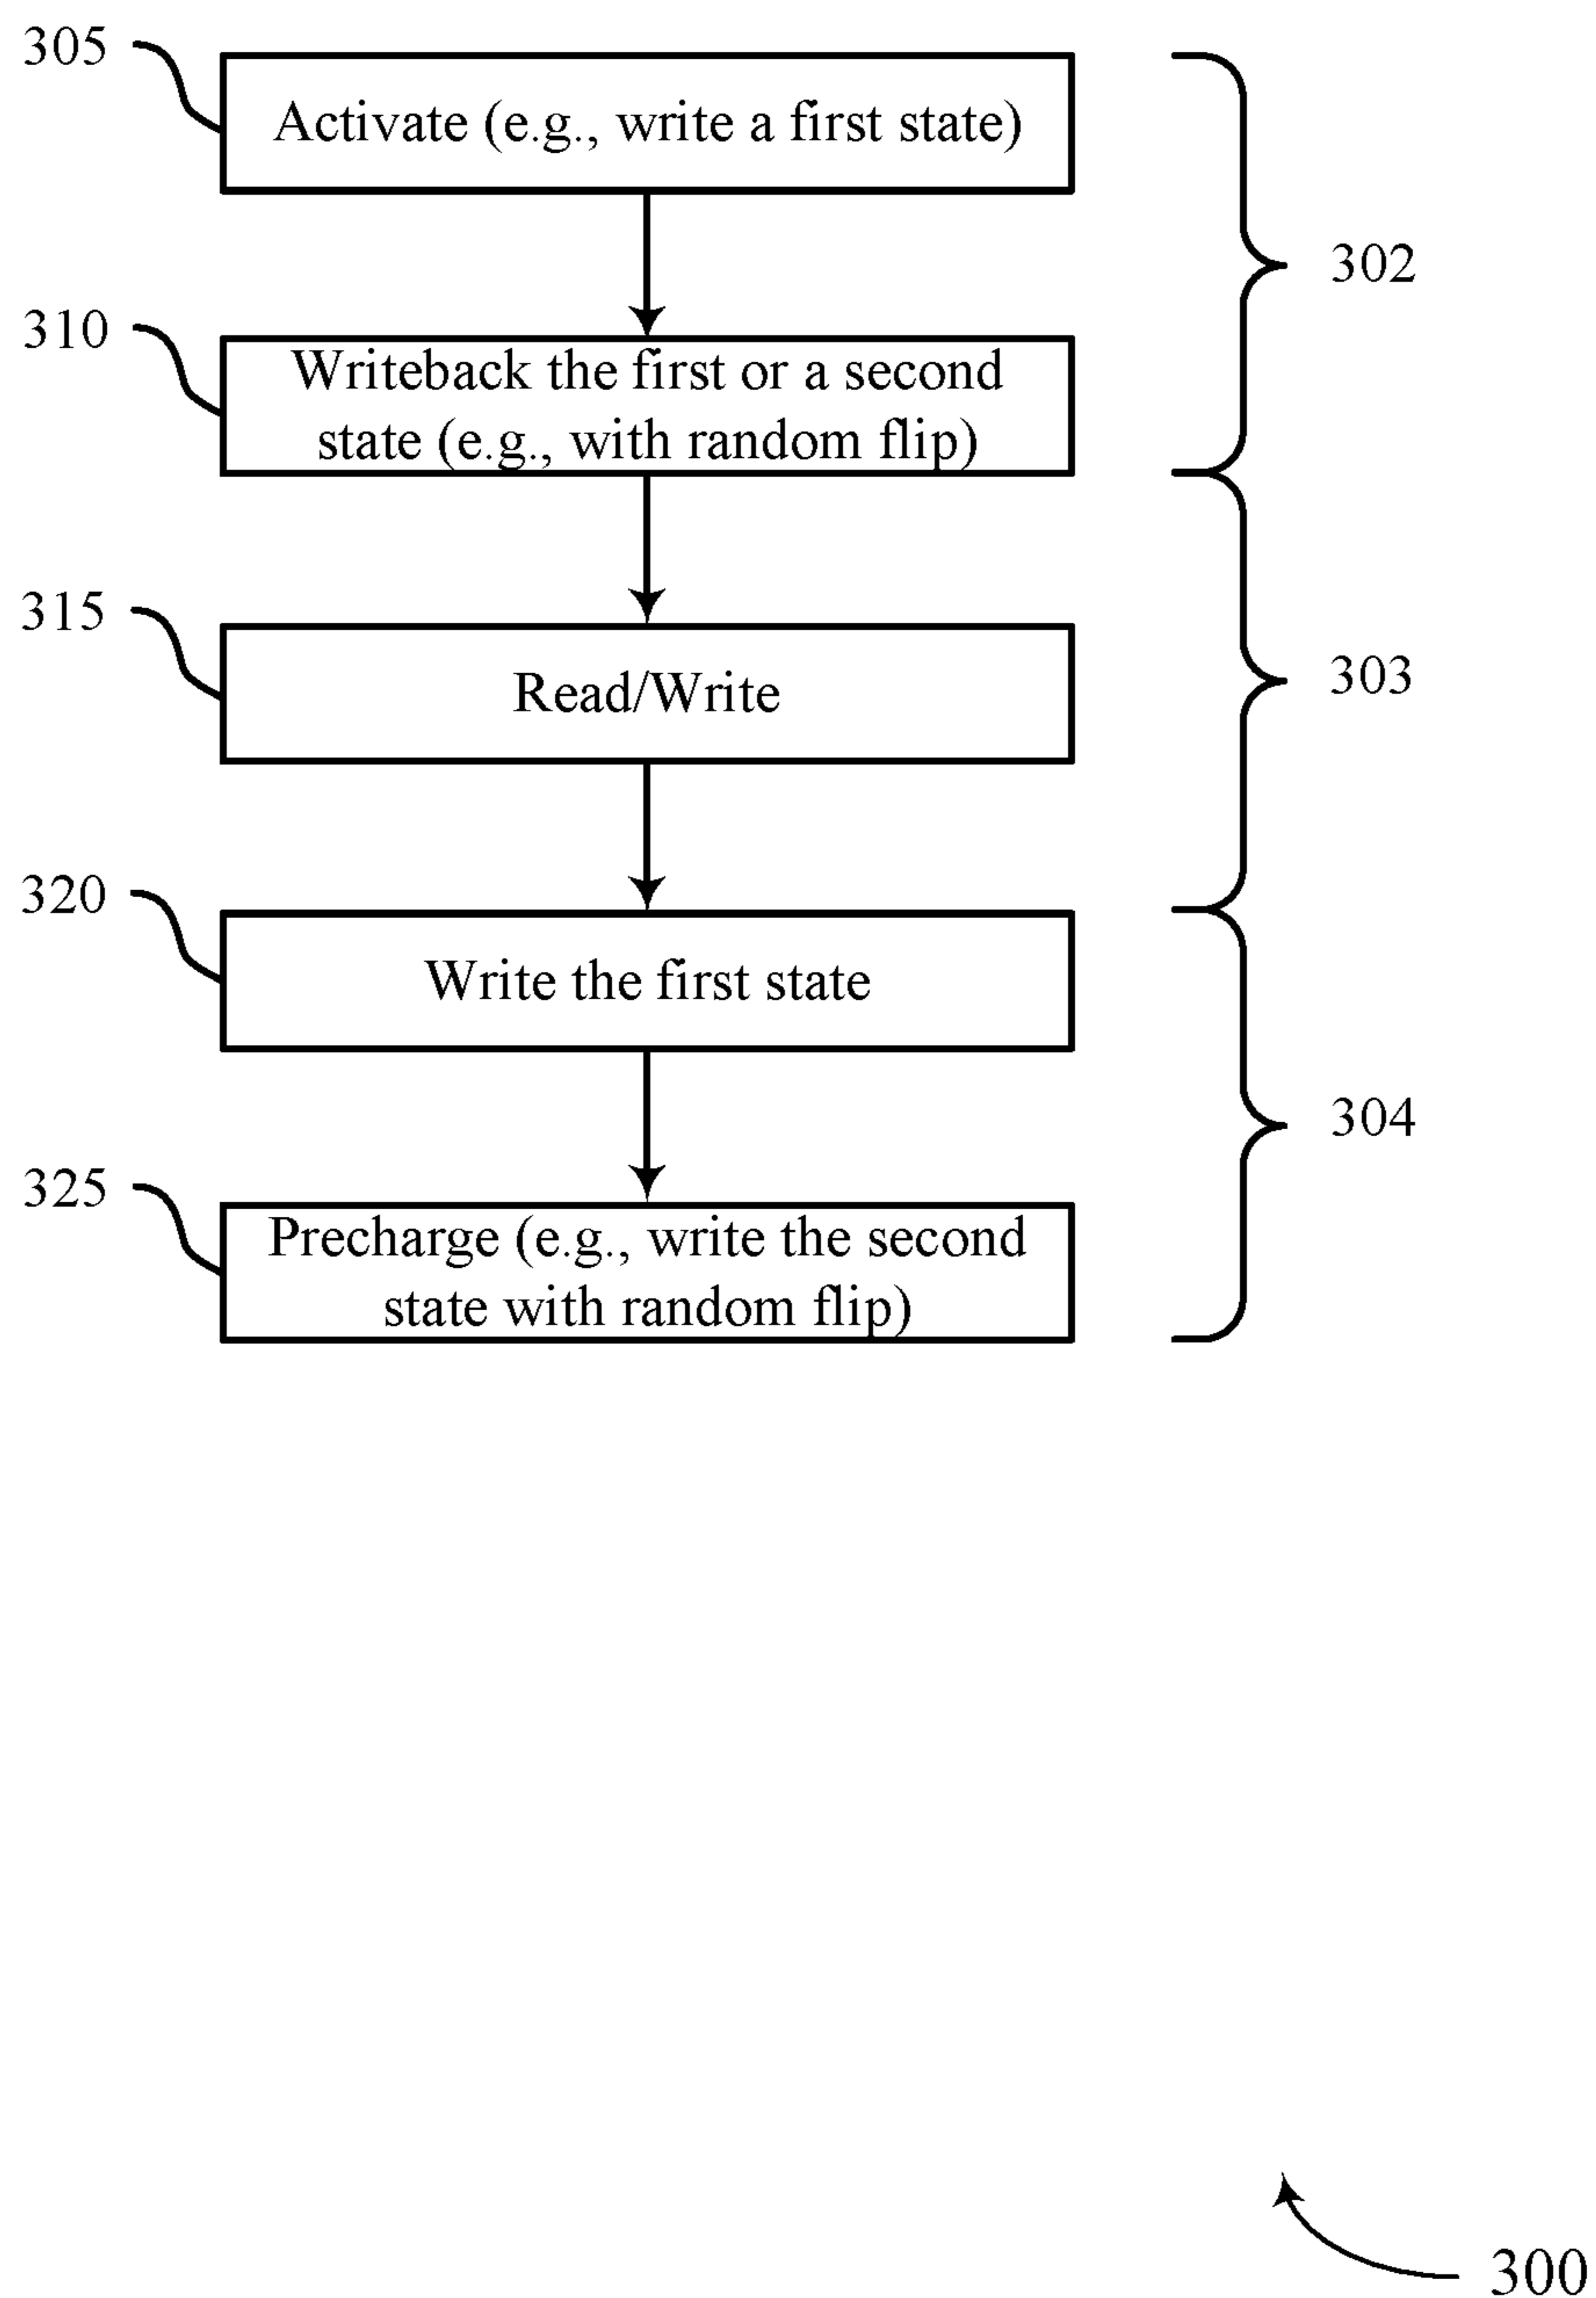 305
Activate (e.g., write a first state)
302
310
Writeback the first or a second
state (e.g., with random flip)
315
Read/Write
303
320
Write the first state
304
325
Precharge (e.g., write the second
state with random flip)
300